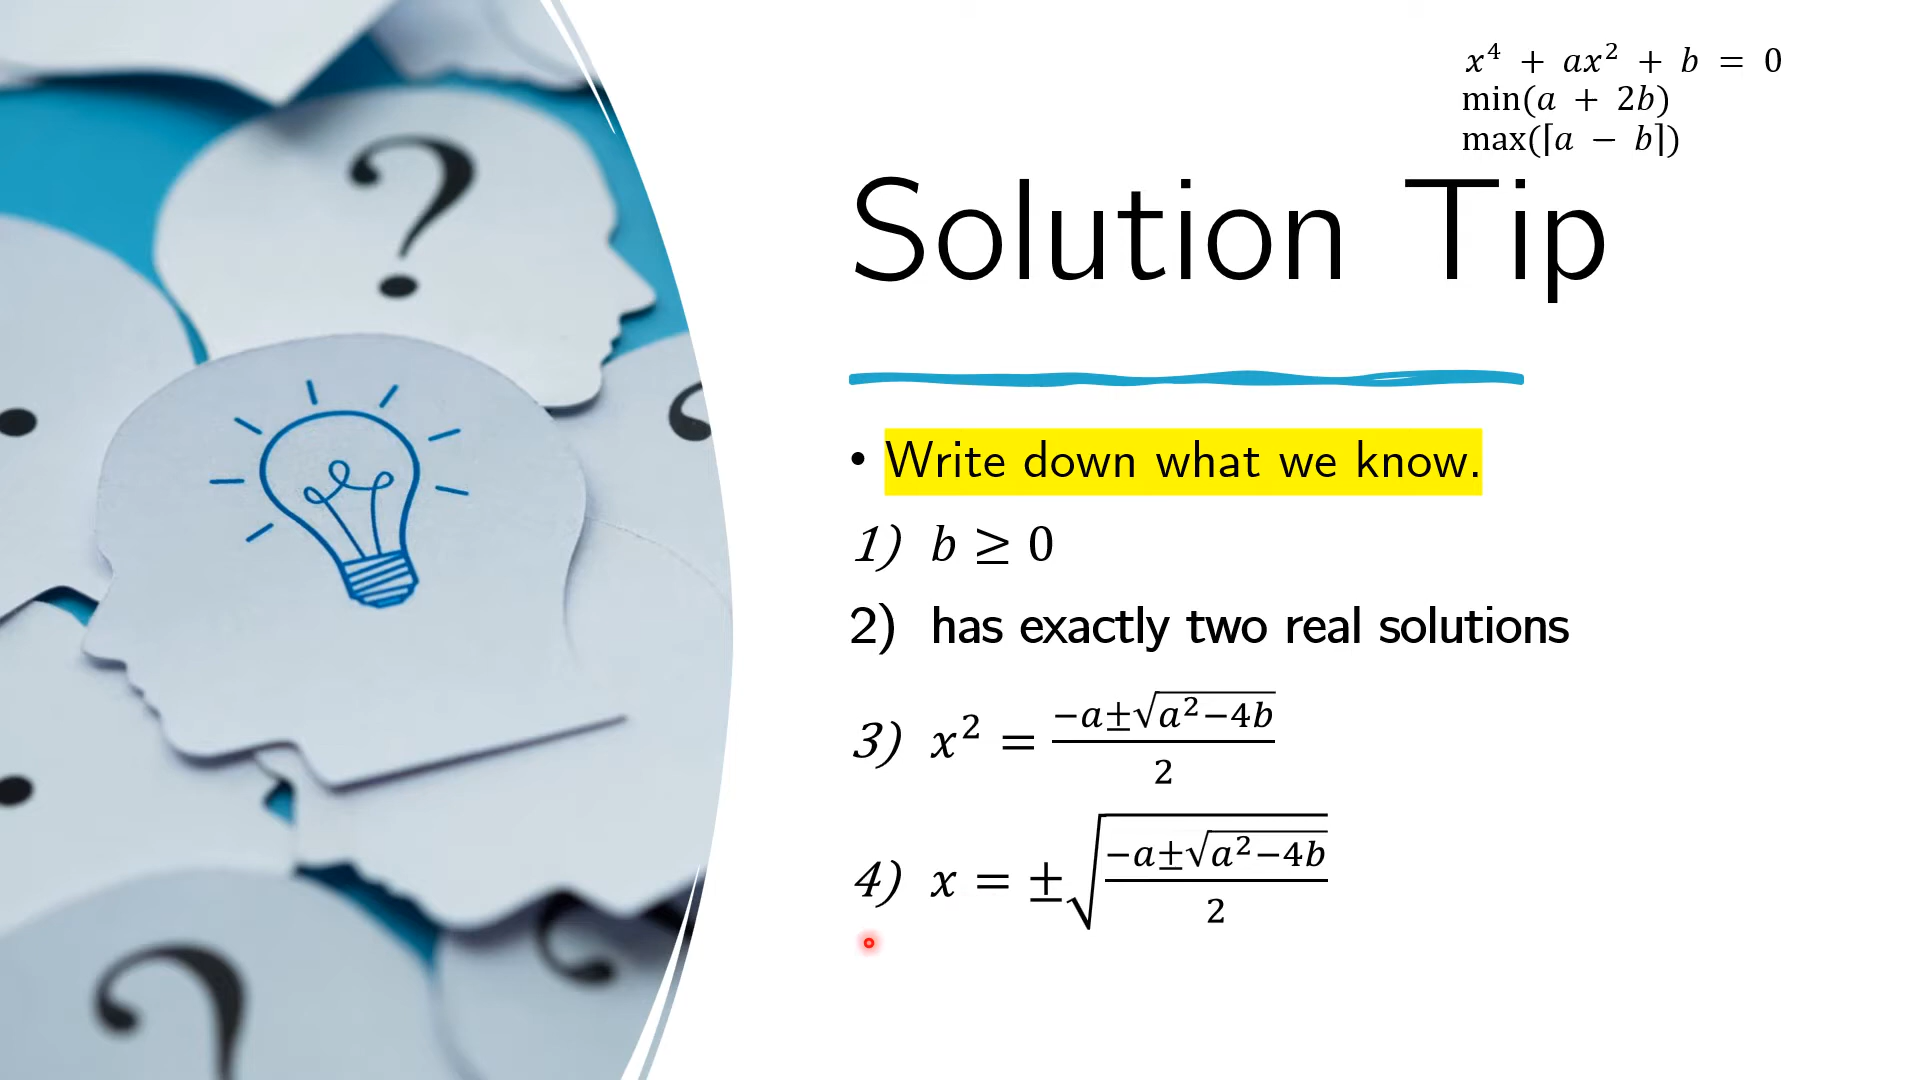 x⁴ + ax² + b = 0
min(a + 2b)
max(⌈a − b⌉)
Solution Tip
• Write down what we know.
1) b ≥ 0
2) has exactly two real solutions
3) x² = (−a±√(a²−4b))/2
4) x = ±√((−a±√(a²−4b))/2)
?
?